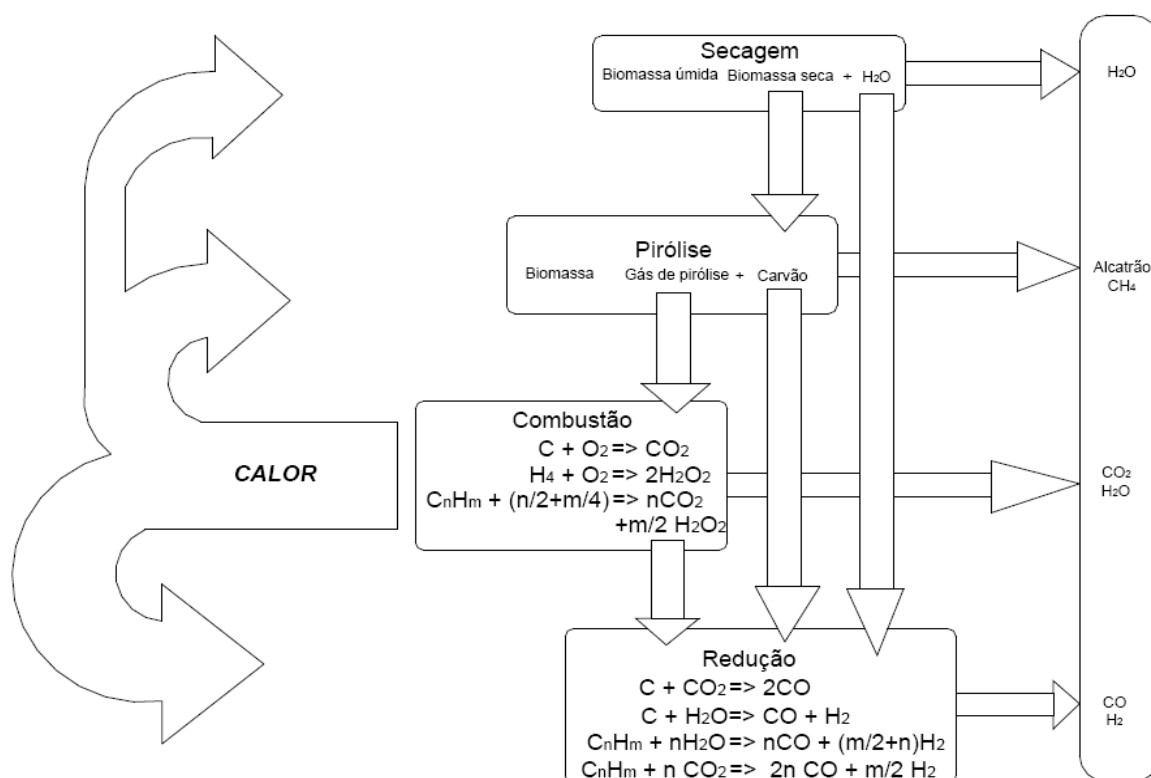 Secagem
Biomassa úmida Biomassa seca + H₂O
H₂O
Pirólise
Biomassa Gás de pirólise + Carvão
Alcatrão
CH₄
Combustão
C + O₂=> CO₂
H₄ + O₂=> 2H₂O₂
CₙHₘ + (n/2+m/4)=> nCO₂
+m/2 H₂O₂
CALOR
CO₂
H₂O
Redução
C + CO₂=> 2CO
C + H₂O=> CO + H₂
CₙHₘ + nH₂O=> nCO + (m/2+n)H₂
CₙHₘ + n CO₂=> 2n CO + m/2 H₂
CO
H₂